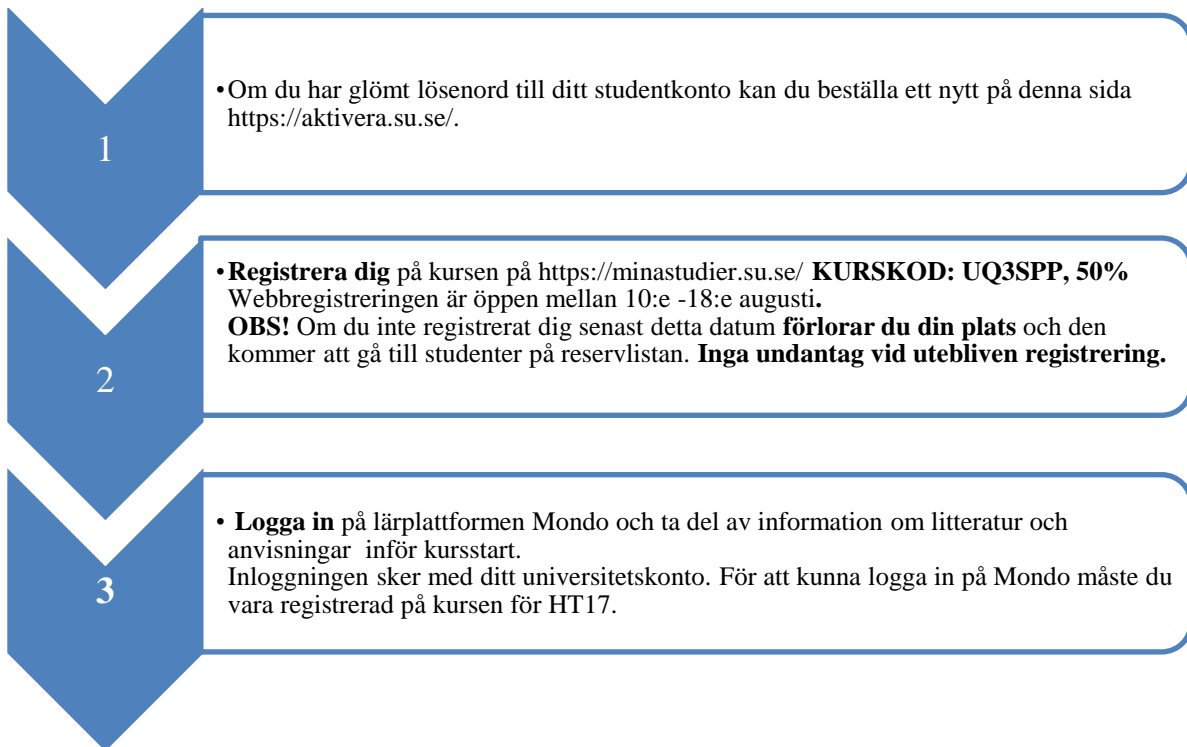 1
•Om du har glömt lösenord till ditt studentkonto kan du beställa ett nytt på denna sida
https://aktivera.su.se/.
2
•Registrera dig på kursen på https://minastudier.su.se/ KURSKOD: UQ3SPP, 50%
Webbregistreringen är öppen mellan 10:e -18:e augusti.
OBS! Om du inte registrerat dig senast detta datum förlorar du din plats och den
kommer att gå till studenter på reservlistan. Inga undantag vid utebliven registrering.
3
• Logga in på lärplattformen Mondo och ta del av information om litteratur och
anvisningar  inför kursstart.
Inloggningen sker med ditt universitetskonto. För att kunna logga in på Mondo måste du
vara registrerad på kursen för HT17.